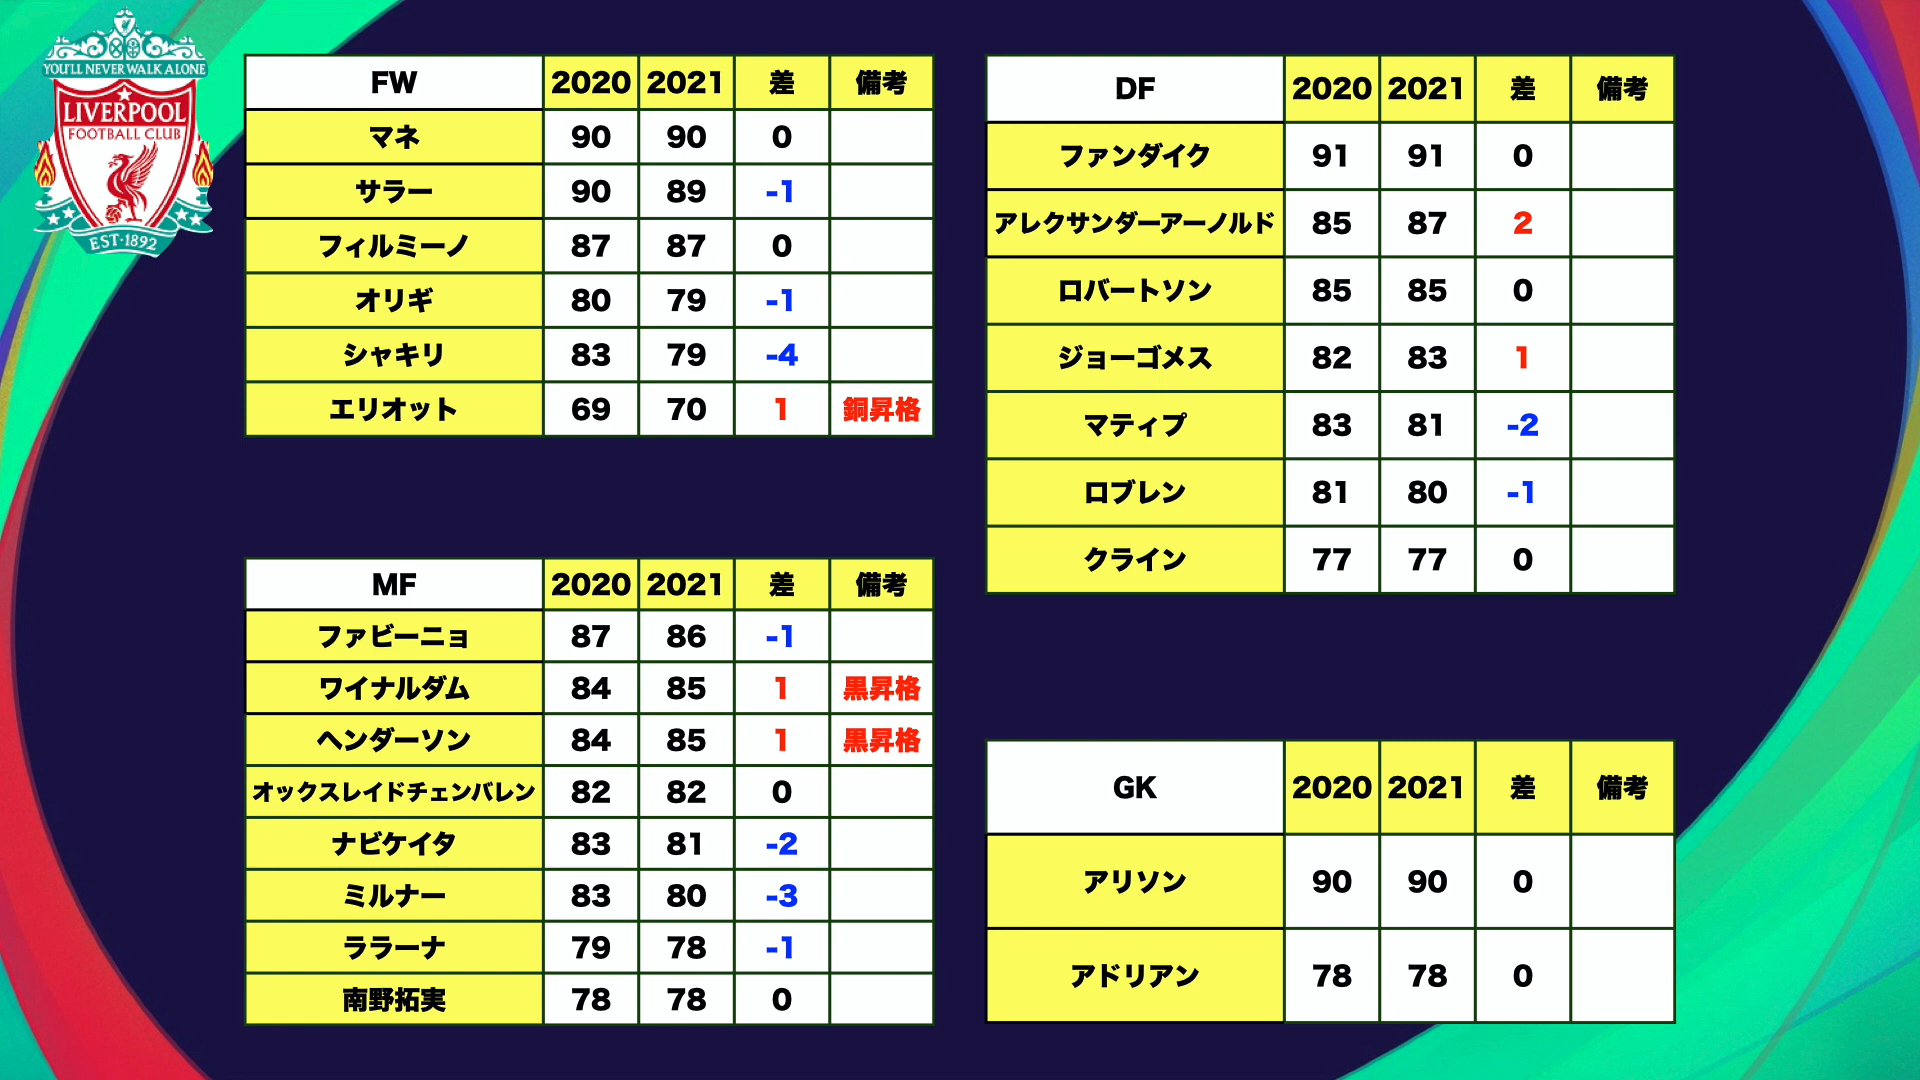 YOU'LL NEVER WALK ALONE
LIVERPOOL
FOOTBALL CLUB
EST·1892
FW 2020 2021 差 備考
マネ 90 90 0
サラー 90 89 -1
フィルミーノ 87 87 0
オリギ 80 79 -1
シャキリ 83 79 -4
エリオット 69 70 1 銅昇格
MF 2020 2021 差 備考
ファビーニョ 87 86 -1
ワイナルダム 84 85 1 黒昇格
ヘンダーソン 84 85 1 黒昇格
オックスレイドチェンバレン 82 82 0
ナビケイタ 83 81 -2
ミルナー 83 80 -3
ララーナ 79 78 -1
南野拓実 78 78 0
DF 2020 2021 差 備考
ファンダイク 91 91 0
アレクサンダーアーノルド 85 87 2
ロバートソン 85 85 0
ジョーゴメス 82 83 1
マティプ 83 81 -2
ロブレン 81 80 -1
クライン 77 77 0
GK 2020 2021 差 備考
アリソン 90 90 0
アドリアン 78 78 0